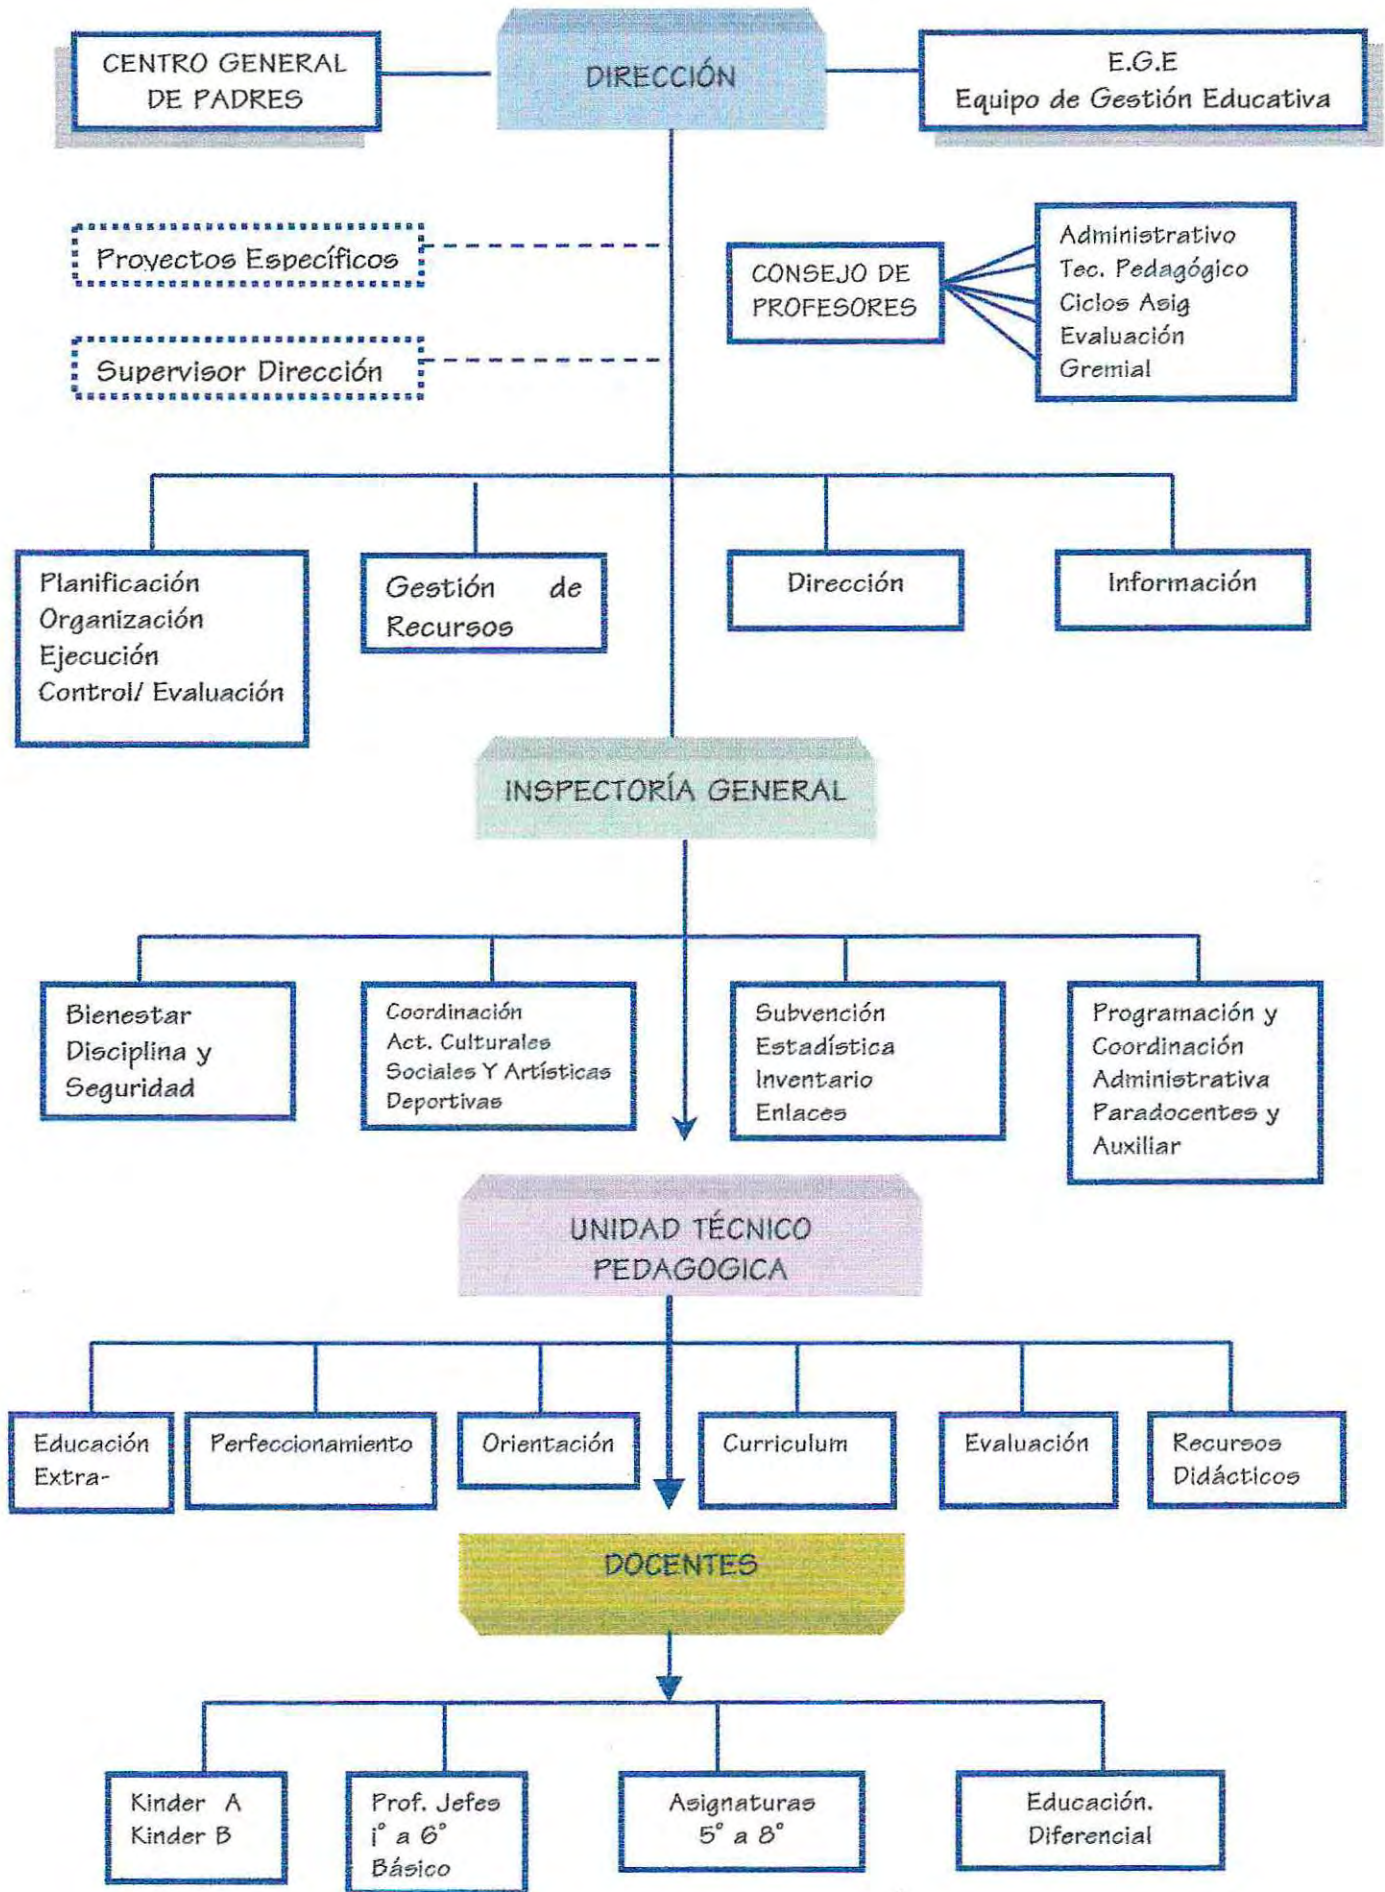 CENTRO GENERAL
DE PADRES
DIRECCIÓN
E.G.E
Equipo de Gestión Educativa
Proyectos Específicos
Supervisor Dirección
CONSEJO DE
PROFESORES
Administrativo
Tec. Pedagógico
Ciclos Asig
Evaluación
Gremial
Planificación
Organización
Ejecución
Control/ Evaluación
Gestión de
Recursos
Dirección
Información
INSPECTORÍA GENERAL
Bienestar
Disciplina y
Seguridad
Coordinación
Act. Culturales
Sociales Y Artísticas
Deportivas
Subvención
Estadística
Inventario
Enlaces
Programación y
Coordinación
Administrativa
Paradocentes y
Auxiliar
UNIDAD TÉCNICO
PEDAGOGICA
Educación
Extra-
Perfeccionamiento
Orientación
Curriculum
Evaluación
Recursos
Didácticos
DOCENTES
Kinder A
Kinder B
Prof. Jefes
1° a 6°
Básico
Asignaturas
5° a 8°
Educación.
Diferencial